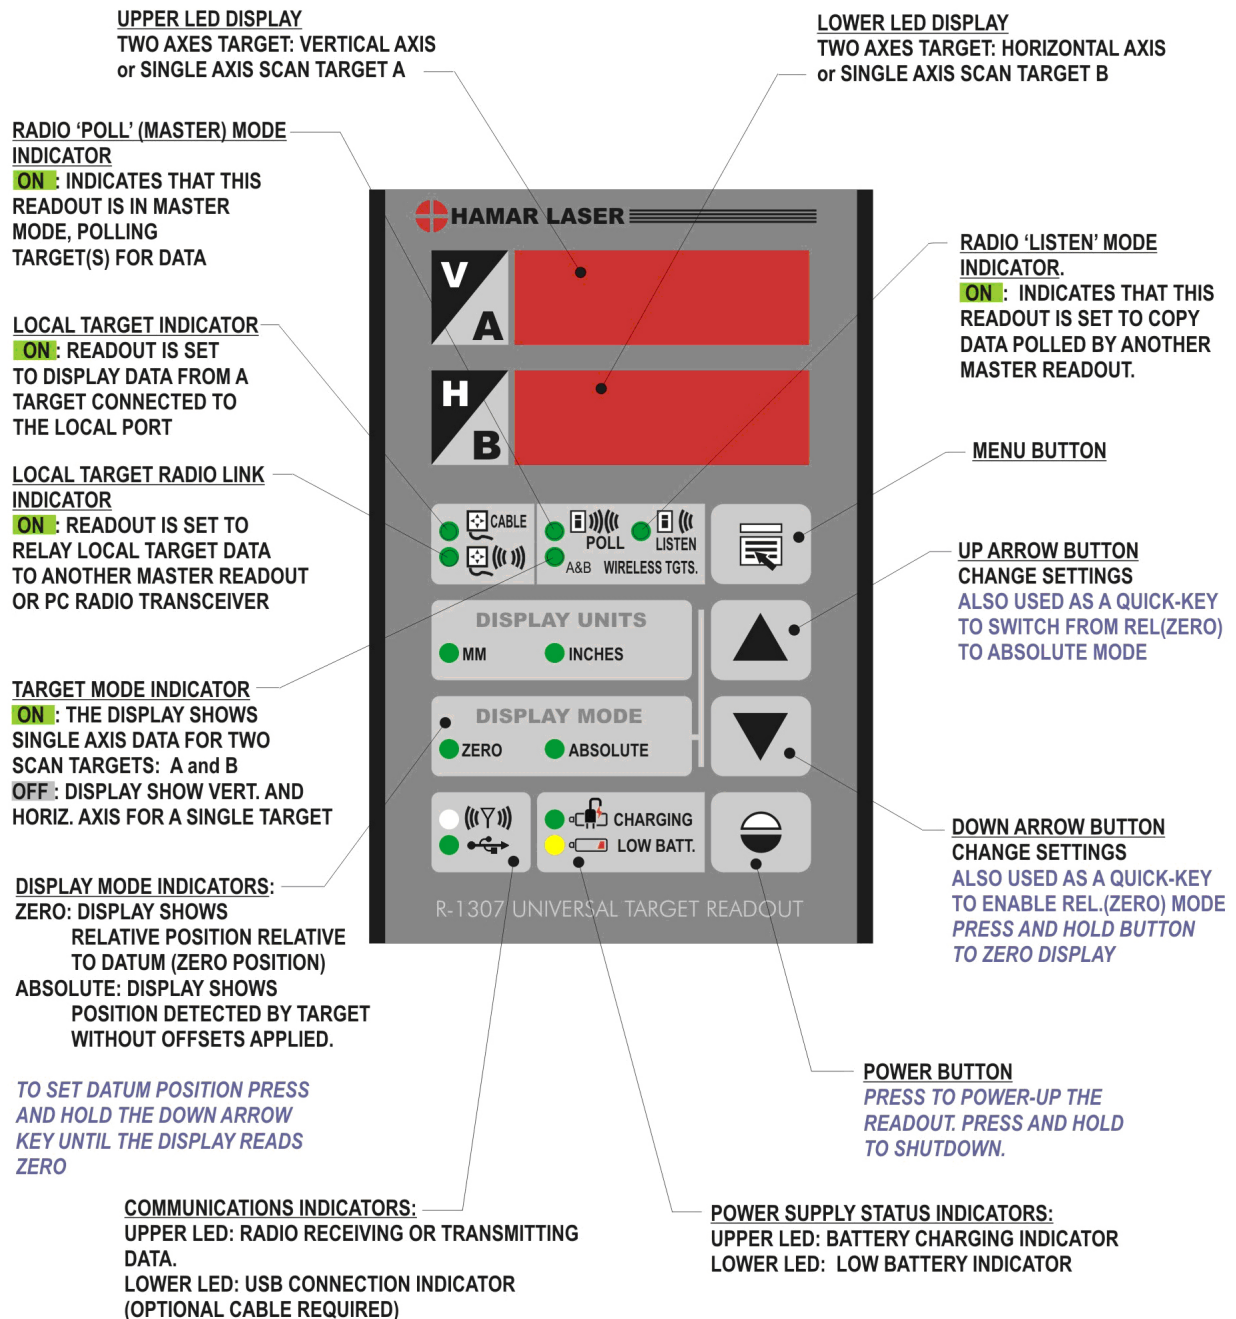 UPPER LED DISPLAY
TWO AXES TARGET: VERTICAL AXIS
or SINGLE AXIS SCAN TARGET A
LOWER LED DISPLAY
TWO AXES TARGET: HORIZONTAL AXIS
or SINGLE AXIS SCAN TARGET B
RADIO ‘POLL’ (MASTER) MODE
INDICATOR
ON : INDICATES THAT THIS
READOUT IS IN MASTER
MODE, POLLING
TARGET(S) FOR DATA
LOCAL TARGET INDICATOR
ON : READOUT IS SET
TO DISPLAY DATA FROM A
TARGET CONNECTED TO
THE LOCAL PORT
LOCAL TARGET RADIO LINK
INDICATOR
ON : READOUT IS SET TO
RELAY LOCAL TARGET DATA
TO ANOTHER MASTER READOUT
OR PC RADIO TRANSCEIVER
TARGET MODE INDICATOR
ON : THE DISPLAY SHOWS
SINGLE AXIS DATA FOR TWO
SCAN TARGETS: A and B
OFF : DISPLAY SHOW VERT. AND
HORIZ. AXIS FOR A SINGLE TARGET
DISPLAY MODE INDICATORS:
ZERO: DISPLAY SHOWS
RELATIVE POSITION RELATIVE
TO DATUM (ZERO POSITION)
ABSOLUTE: DISPLAY SHOWS
POSITION DETECTED BY TARGET
WITHOUT OFFSETS APPLIED.
TO SET DATUM POSITION PRESS
AND HOLD THE DOWN ARROW
KEY UNTIL THE DISPLAY READS
ZERO
HAMAR LASER
V
A
H
B
CABLE
POLL
LISTEN
A&B WIRELESS TGTS.
DISPLAY UNITS
MM INCHES
DISPLAY MODE
ZERO ABSOLUTE
CHARGING
LOW BATT.
R-1307 UNIVERSAL TARGET READOUT
RADIO ‘LISTEN’ MODE
INDICATOR.
ON : INDICATES THAT THIS
READOUT IS SET TO COPY
DATA POLLED BY ANOTHER
MASTER READOUT.
MENU BUTTON
UP ARROW BUTTON
CHANGE SETTINGS
ALSO USED AS A QUICK-KEY
TO SWITCH FROM REL(ZERO)
TO ABSOLUTE MODE
DOWN ARROW BUTTON
CHANGE SETTINGS
ALSO USED AS A QUICK-KEY
TO ENABLE REL.(ZERO) MODE
PRESS AND HOLD BUTTON
TO ZERO DISPLAY
POWER BUTTON
PRESS TO POWER-UP THE
READOUT. PRESS AND HOLD
TO SHUTDOWN.
COMMUNICATIONS INDICATORS:
UPPER LED: RADIO RECEIVING OR TRANSMITTING
DATA.
LOWER LED: USB CONNECTION INDICATOR
(OPTIONAL CABLE REQUIRED)
POWER SUPPLY STATUS INDICATORS:
UPPER LED: BATTERY CHARGING INDICATOR
LOWER LED: LOW BATTERY INDICATOR